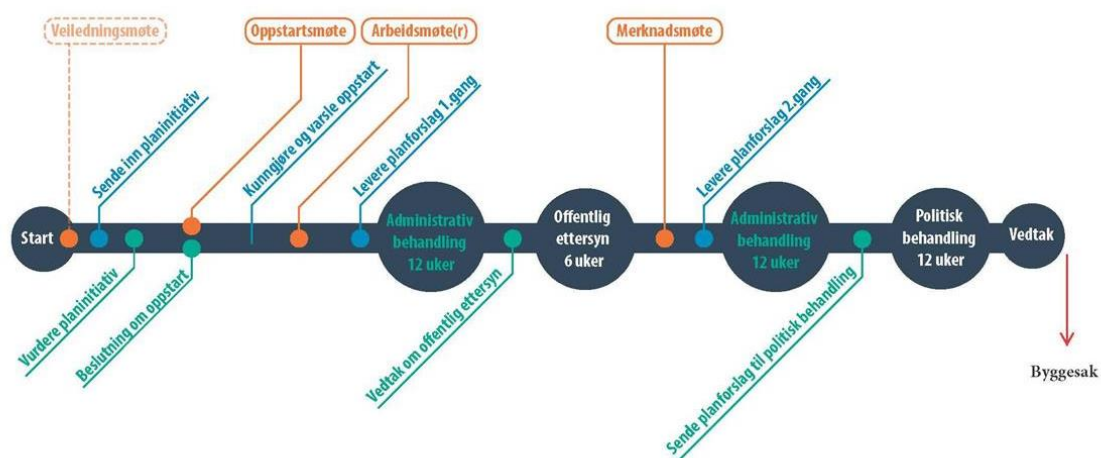 Veiledningsmøte
Oppstartsmøte
Arbeidsmøte(r)
Merknadsmøte
Sende inn planinitiativ
Kunngjøre og varsle oppstart
Levere planforslag 1.gang
Levere planforslag 2.gang
Start
Administrativ
behandling
12 uker
Offentlig
ettersyn
6 uker
Administrativ
behandling
12 uker
Politisk
behandling
12 uker
Vedtak
Vurdere planinitiativ
Beslutning om oppstart
Vedtak om offentlig ettersyn
Sende planforslag til politisk behandling
Byggesak